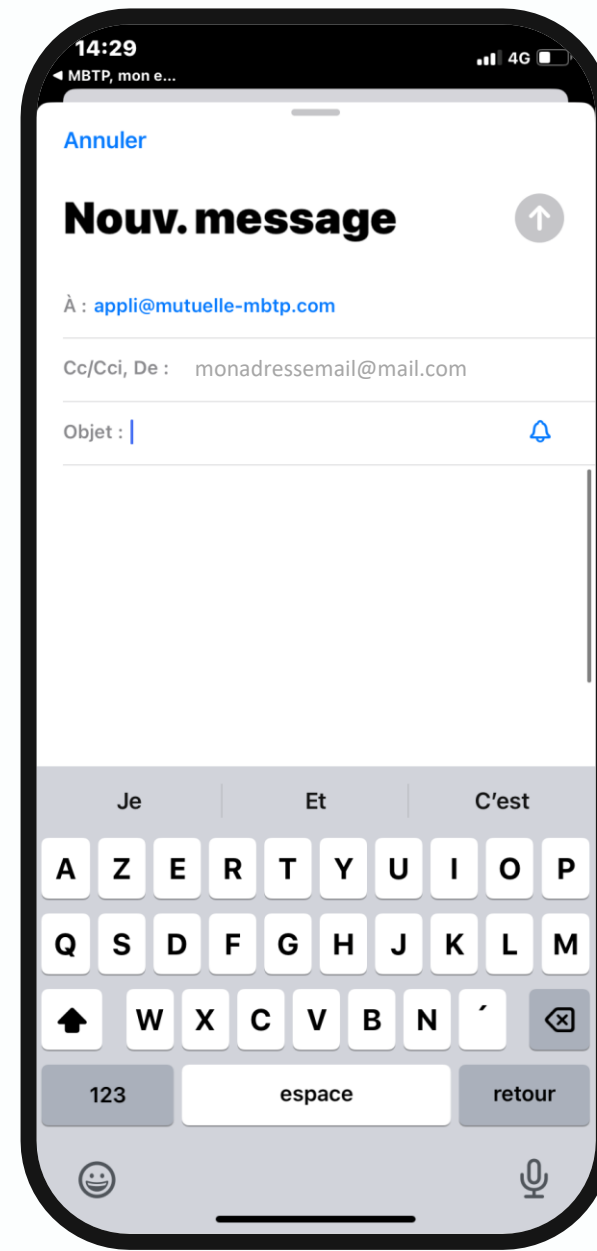 14:29
4G
◀ MBTP, mon e...
Annuler
Nouv. message
À : appli@mutuelle-mbtp.com
Cc/Cci, De : monadressemail@mail.com
Objet :
Je Et C’est
A Z E R T Y U I O P
Q S D F G H J K L M
W X C V B N ´
123 espace retour